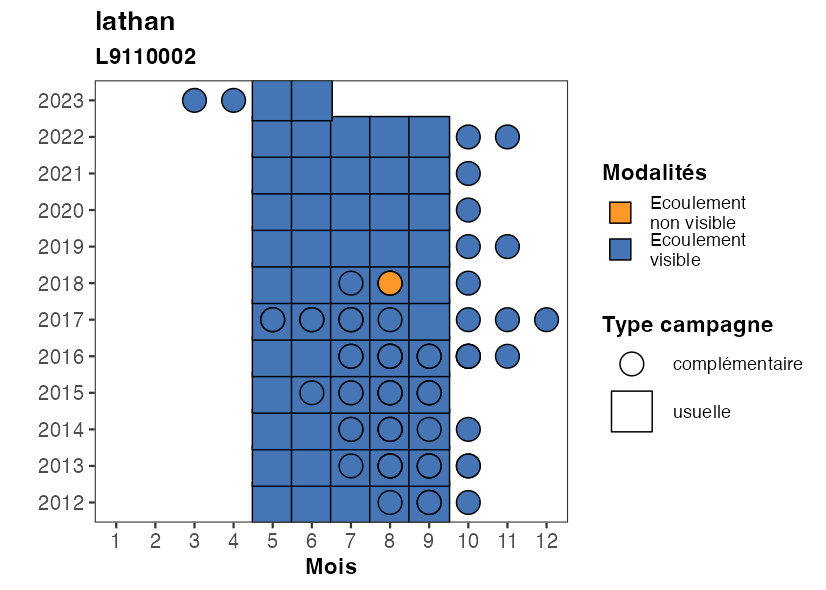 lathan
L9110002
2023
2022
2021
2020
2019
2018
2017
2016
2015
2014
2013
2012
1 2 3 4 5 6 7 8 9 10 11 12
Mois
Modalités
Ecoulement
non visible
Ecoulement
visible
Type campagne
complémentaire
usuelle